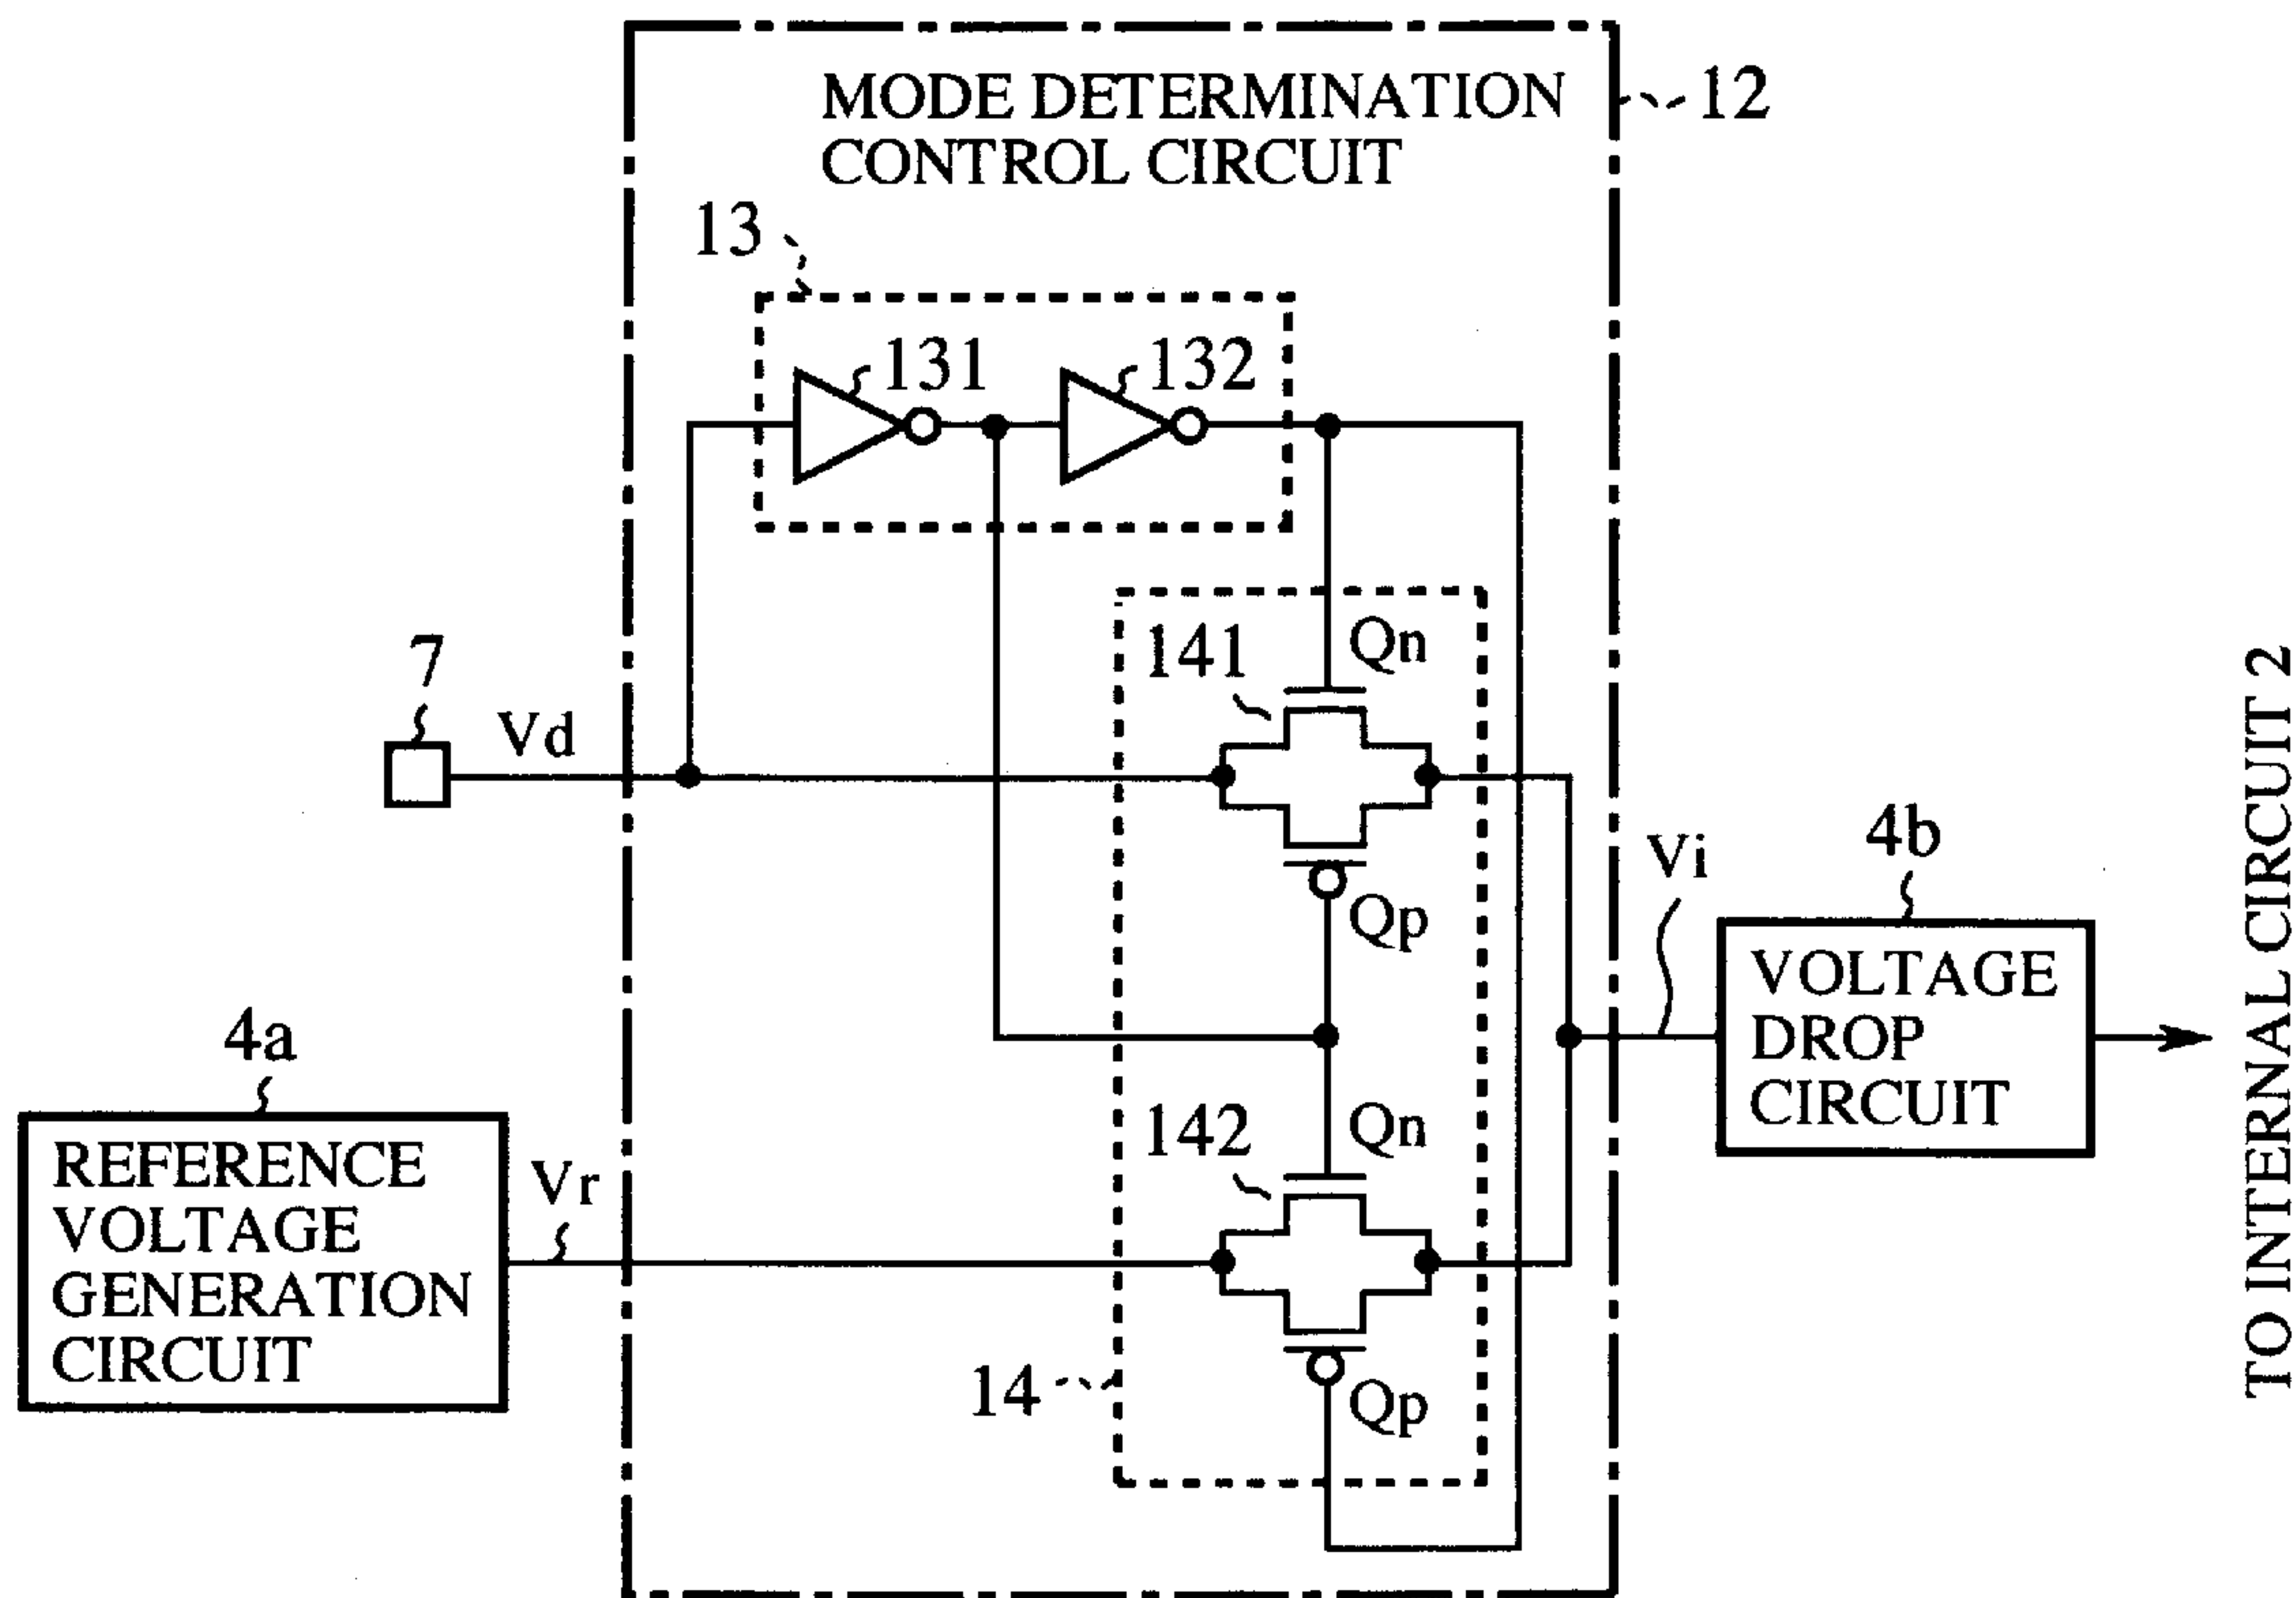 MODE DETERMINATION
CONTROL CIRCUIT
12
13
131
132
141
Qn
7
Vd
Qp
Vi
4b
VOLTAGE
DROP
CIRCUIT
TO INTERNAL CIRCUIT 2
4a
REFERENCE
VOLTAGE
GENERATION
CIRCUIT
Vr
142
Qn
14
Qp